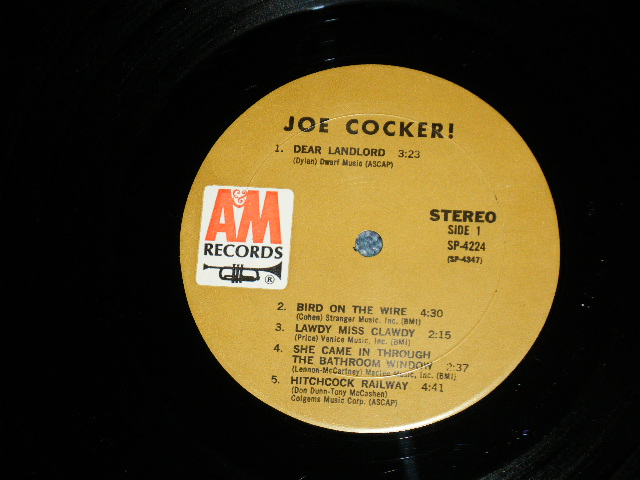 JOE COCKER!
1. DEAR LANDLORD 3:23
(Dylan) Dwarf Music (ASCAP)
A&M
RECORDS
®
STEREO
SIDE 1
SP-4224
(SP-4347)
2. BIRD ON THE WIRE 4:30
(Cohen) Stranger Music, Inc. (BMI)
3. LAWDY MISS CLAWDY 2:15
(Price) Venice Music, Inc. (BMI)
4. SHE CAME IN THROUGH
THE BATHROOM WINDOW 2:37
(Lennon-McCartney) Maclen Music, Inc. (BMI)
5. HITCHCOCK RAILWAY 4:41
(Don Dunn-Tony McCashen)
Colgems Music Corp. (ASCAP)